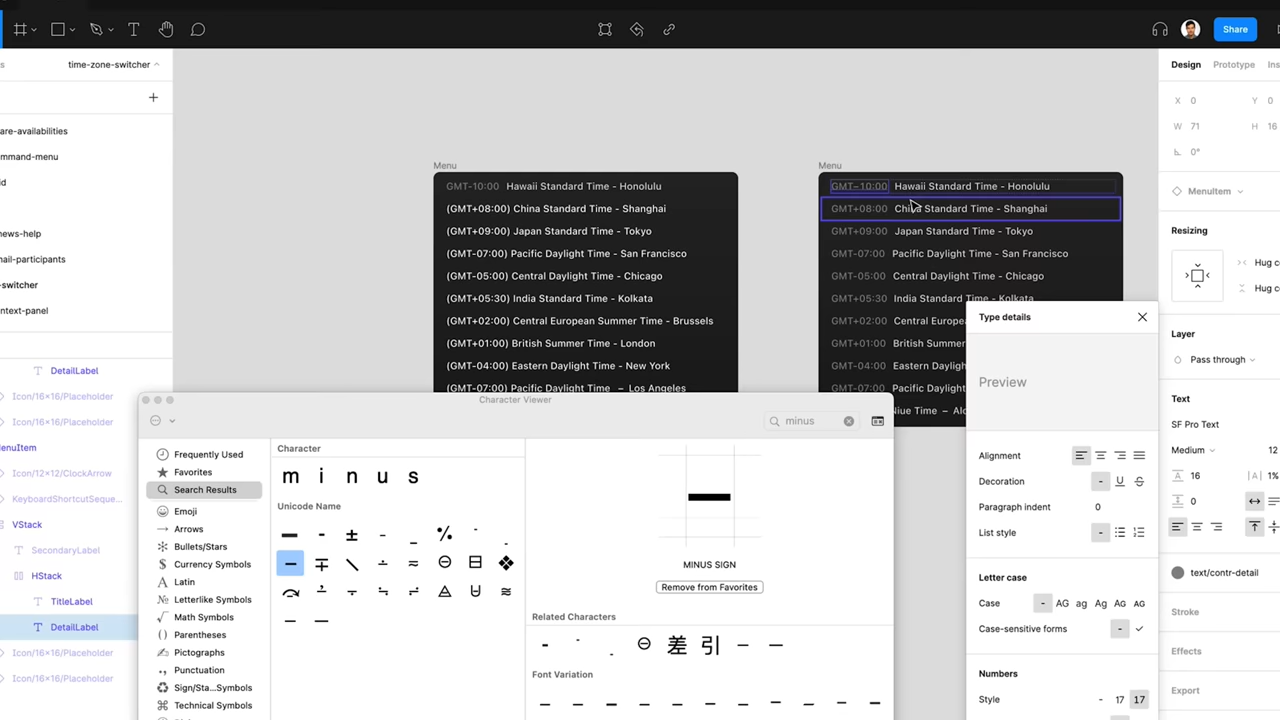 Share
s
time-zone-switcher
Design
Prototype
Ins
X 0
Y 0
W 71
H 16
0°
MenuItem
Resizing
Hug co
Hug co
Layer
Pass through
Text
SF Pro Text
Medium
12
16
1%
0
text/contr-detail
Stroke
Effects
Export
are-availabilities
mmand-menu
id
news-help
nail-participants
-switcher
ntext-panel
DetailLabel
Icon/16×16/Placeholder
Icon/16×16/Placeholder
enuItem
Icon/12×12/ClockArrow
KeyboardShortcutSeque...
VStack
SecondaryLabel
HStack
TitleLabel
DetailLabel
Icon/16×16/Placeholder
Icon/16×16/Placeholder
Menu
GMT-10:00 Hawaii Standard Time - Honolulu
(GMT+08:00) China Standard Time - Shanghai
(GMT+09:00) Japan Standard Time - Tokyo
(GMT-07:00) Pacific Daylight Time - San Francisco
(GMT-05:00) Central Daylight Time - Chicago
(GMT+05:30) India Standard Time - Kolkata
(GMT+02:00) Central European Summer Time - Brussels
(GMT+01:00) British Summer Time - London
(GMT-04:00) Eastern Daylight Time - New York
(GMT-07:00) Pacific Daylight Time – Los Angeles
Menu
GMT−10:00 Hawaii Standard Time - Honolulu
GMT+08:00 China Standard Time - Shanghai
GMT+09:00 Japan Standard Time - Tokyo
GMT-07:00 Pacific Daylight Time - San Francisco
GMT-05:00 Central Daylight Time - Chicago
GMT+05:30 India Standard Time - Kolkata
GMT+02:00 Central Europea
GMT+01:00 British Summer
GMT-04:00 Eastern Dayligh
GMT-07:00 Pacific Dayligh
Niue Time – Alo
Type details
Preview
Alignment
Decoration - U S
Paragraph indent 0
List style -
Letter case
Case - AG ag Ag AG AG
Case-sensitive forms -
Numbers
Style - 17 17
Character Viewer
minus
Frequently Used
Favorites
Search Results
Emoji
Arrows
Bullets/Stars
Currency Symbols
Latin
Letterlike Symbols
Math Symbols
Parentheses
Pictographs
Punctuation
Sign/Sta...Symbols
Technical Symbols
Character
m i n u s
Unicode Name
MINUS SIGN
Remove from Favorites
Related Characters
差 引
Font Variation